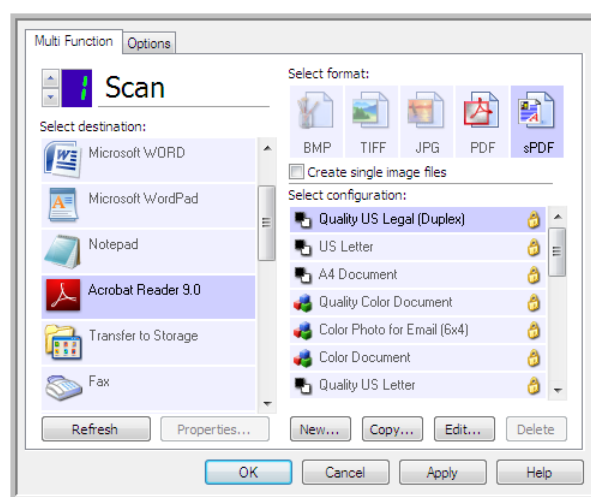 Multi Function
Options
1
Scan
Select destination:
Microsoft WORD
Microsoft WordPad
Notepad
Acrobat Reader 9.0
Transfer to Storage
Fax
Refresh
Properties...
Select format:
BMP TIFF JPG PDF sPDF
Create single image files
Select configuration:
Quality US Legal (Duplex)
US Letter
A4 Document
Quality Color Document
Color Photo for Email (6x4)
Color Document
Quality US Letter
New... Copy... Edit... Delete
OK Cancel Apply Help